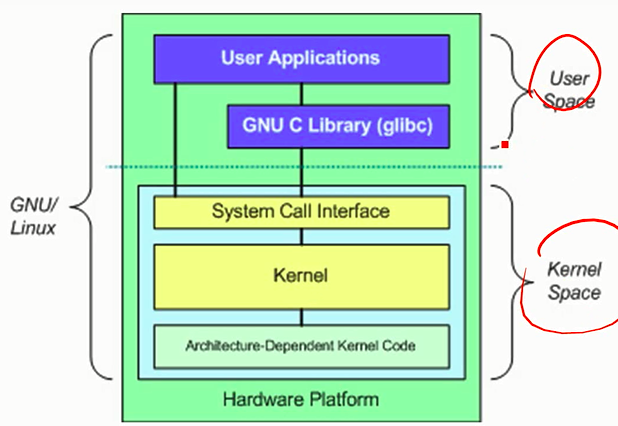 User Applications
GNU C Library (glibc)
User
Space
GNU/
Linux
System Call Interface
Kernel
Kernel
Space
Architecture-Dependent Kernel Code
Hardware Platform